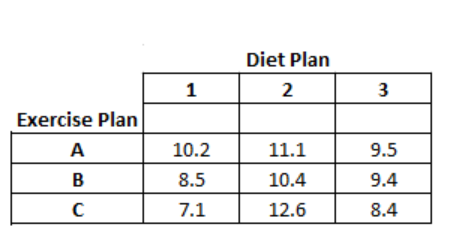 Diet Plan
1 2 3
Exercise Plan
A 10.2 11.1 9.5
B 8.5 10.4 9.4
C 7.1 12.6 8.4